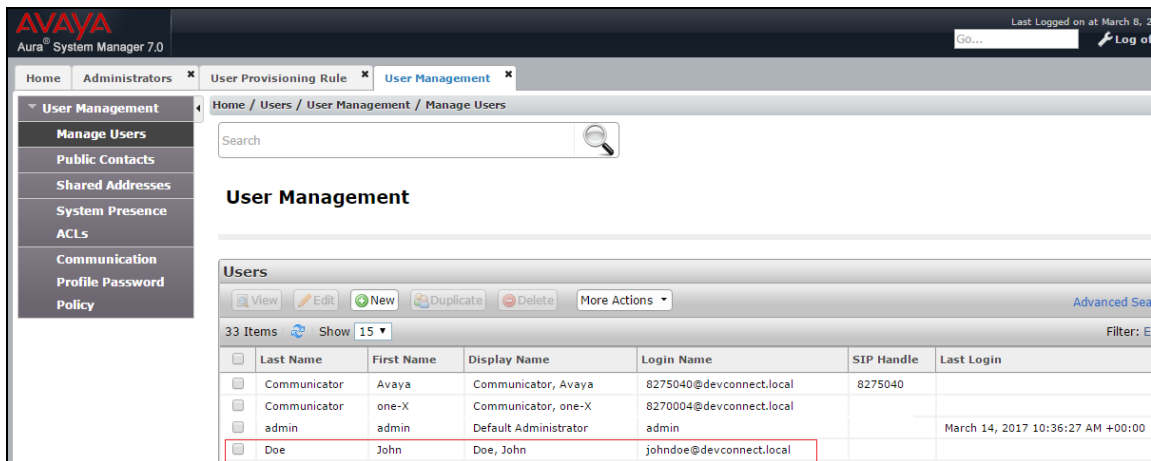 AVAYA
Aura® System Manager 7.0
Last Logged on at March 8, 2
Go...
Log of
Home
Administrators ×
User Provisioning Rule ×
User Management ×
User Management
Manage Users
Public Contacts
Shared Addresses
System Presence
ACLs
Communication
Profile Password
Policy
Home / Users / User Management / Manage Users
Search
User Management
Users
View Edit New Duplicate Delete More Actions
Advanced Sea
33 Items Show 15
Filter: E
Last Name First Name Display Name Login Name SIP Handle Last Login
Communicator Avaya Communicator, Avaya 8275040@devconnect.local 8275040
Communicator one-X Communicator, one-X 8270004@devconnect.local
admin admin Default Administrator admin March 14, 2017 10:36:27 AM +00:00
Doe John Doe, John johndoe@devconnect.local